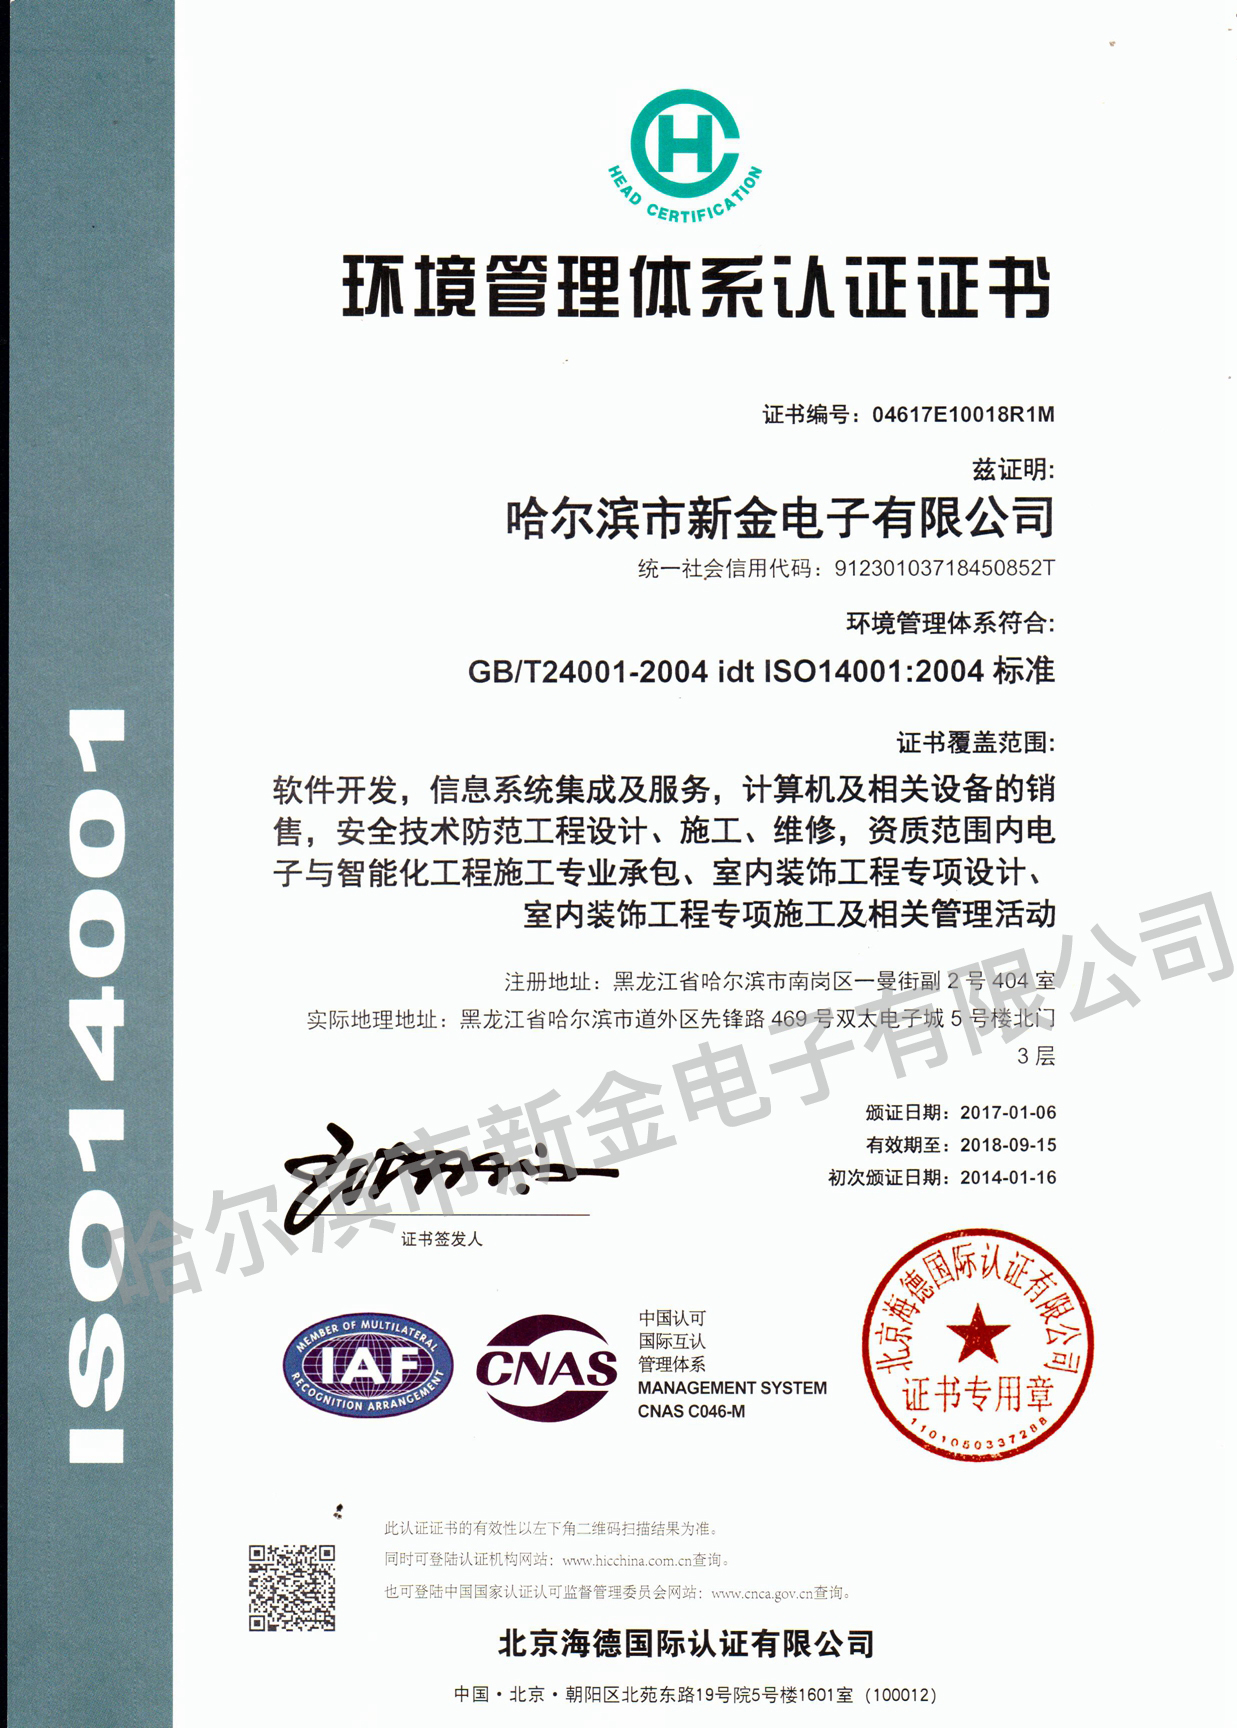 HC
HEAD CERTIFICATION
环境管理体系认证证书
证书编号：04617E10018R1M
兹证明:
哈尔滨市新金电子有限公司
统一社会信用代码：91230103718450852T
环境管理体系符合:
GB/T24001-2004 idt ISO14001:2004 标准
证书覆盖范围:
软件开发，信息系统集成及服务，计算机及相关设备的销
售，安全技术防范工程设计、施工、维修，资质范围内电
子与智能化工程施工专业承包、室内装饰工程专项设计、
室内装饰工程专项施工及相关管理活动
注册地址：黑龙江省哈尔滨市南岗区一曼街副 2 号 404 室
实际地理地址：黑龙江省哈尔滨市道外区先锋路 469 号双太电子城 5 号楼北门
3 层
颁证日期：2017-01-06
有效期至：2018-09-15
初次颁证日期：2014-01-16
证书签发人
哈尔滨市新金电子有限公司
ISO14001
MEMBER OF MULTILATERAL
IAF
RECOGNITION ARRANGEMENT
CNAS
中国认可
国际互认
管理体系
MANAGEMENT SYSTEM
CNAS C046-M
北京海德国际认证有限公司
证书专用章
1101050337288
此认证证书的有效性以左下角二维码扫描结果为准。
同时可登陆认证机构网站：www.hicchina.com.cn查询。
也可登陆中国国家认证认可监督管理委员会网站：www.cnca.gov.cn查询。
北京海德国际认证有限公司
中国·北京·朝阳区北苑东路19号院5号楼1601室（100012）